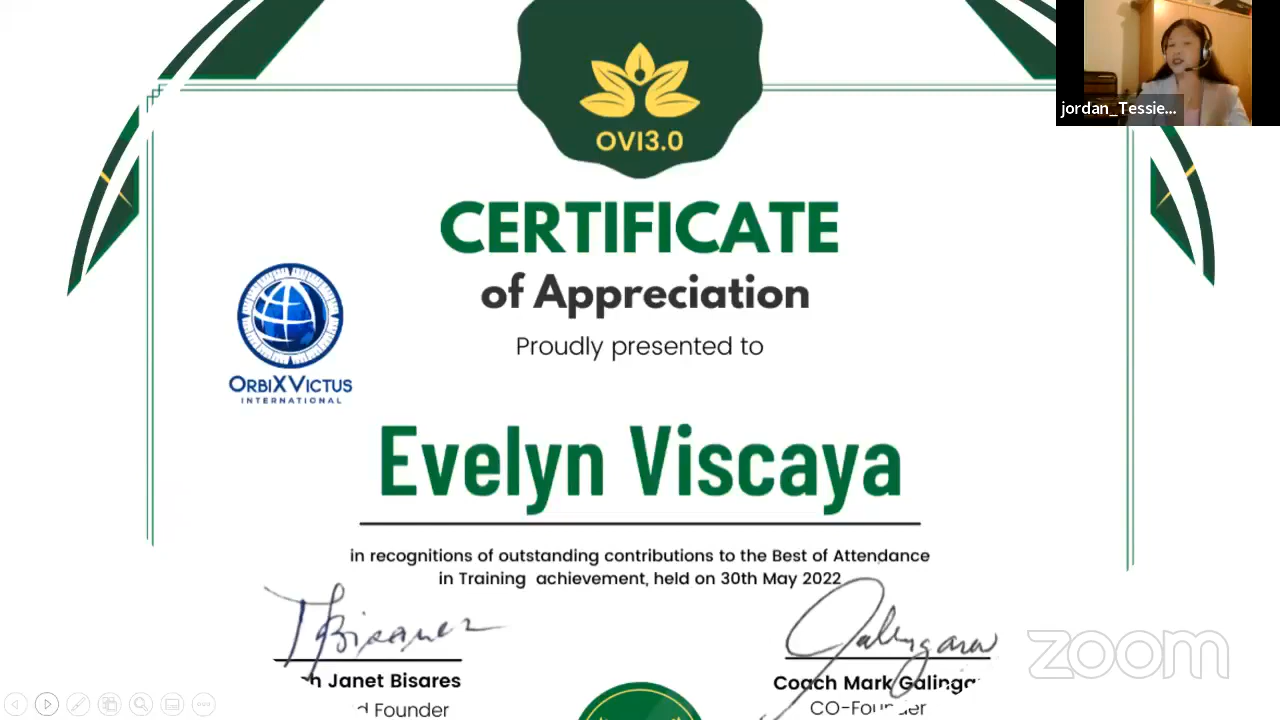 jordan_Tessie...
OVI3.0
CERTIFICATE
of Appreciation
Proudly presented to
ORBIXVICTUS
INTERNATIONAL
Evelyn Viscaya
in recognitions of outstanding contributions to the Best of Attendance
in Training achievement, held on 30th May 2022
Janet Bisares
Coach Mark
Founder
CO-Founder
zoom